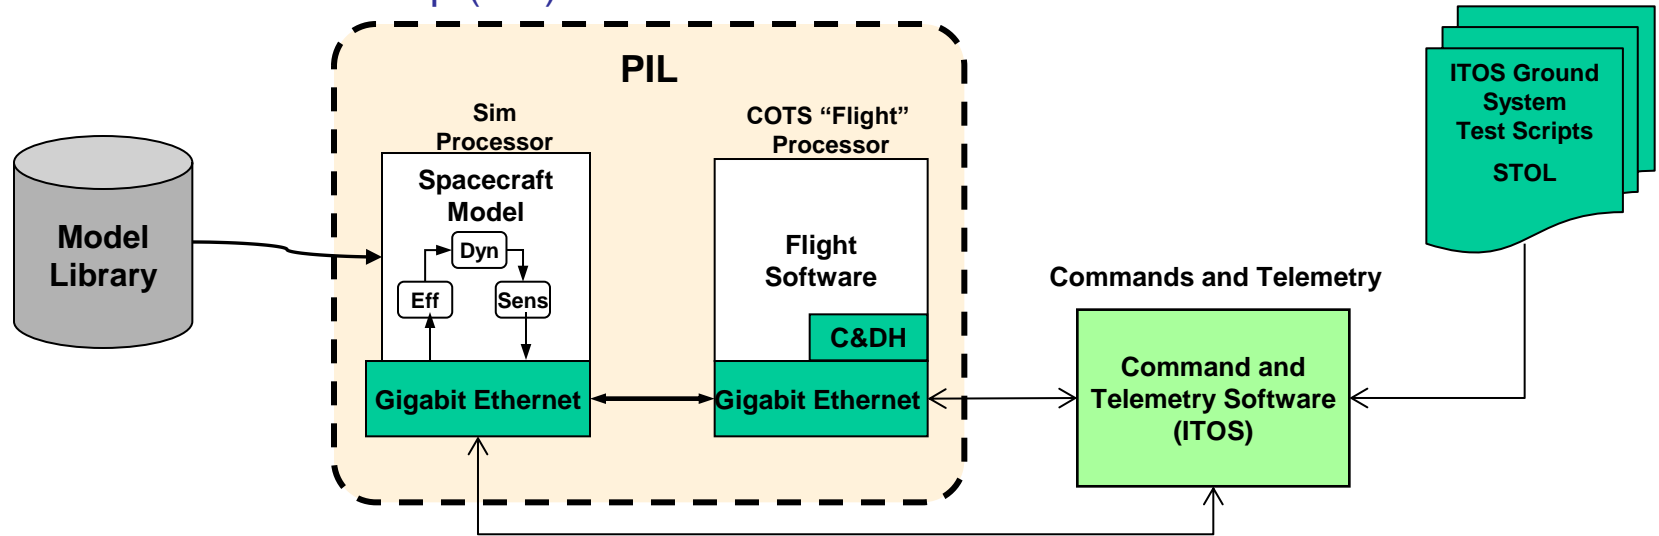 PIL
Sim
Processor
COTS “Flight”
Processor
Spacecraft
Model
Dyn
Eff
Sens
Gigabit Ethernet
Flight
Software
C&DH
Gigabit Ethernet
Model
Library
Commands and Telemetry
Command and
Telemetry Software
(ITOS)
ITOS Ground
System
Test Scripts
STOL